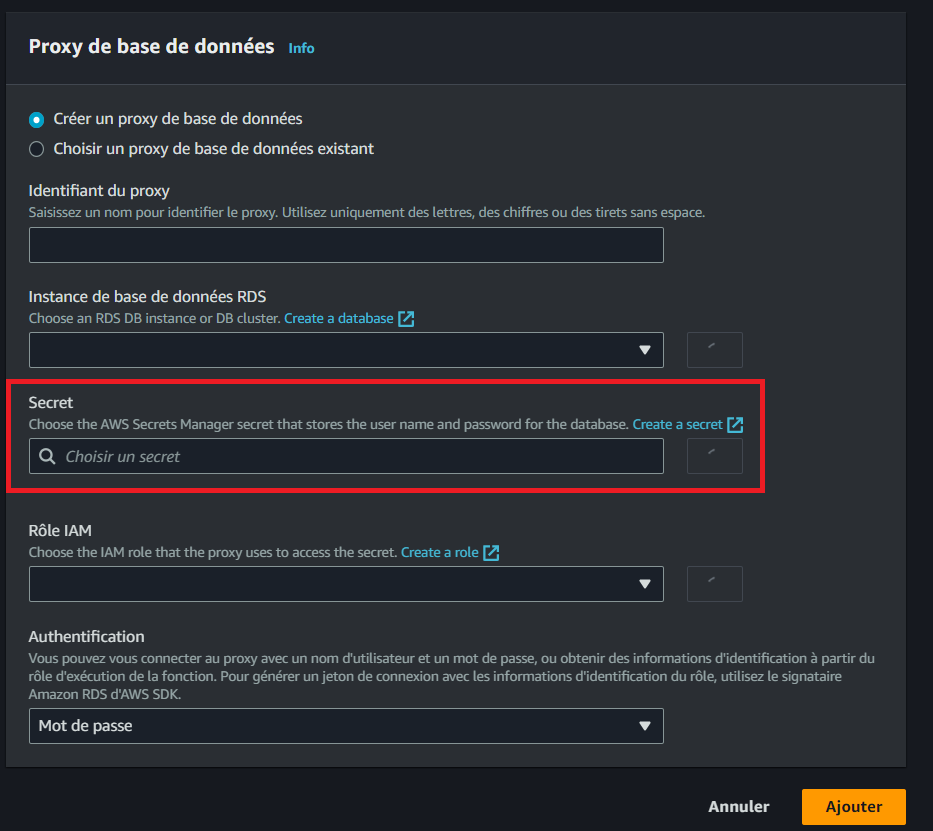 Proxy de base de données Info
Créer un proxy de base de données
Choisir un proxy de base de données existant
Identifiant du proxy
Saisissez un nom pour identifier le proxy. Utilisez uniquement des lettres, des chiffres ou des tirets sans espace.
Instance de base de données RDS
Choose an RDS DB instance or DB cluster. Create a database
Secret
Choose the AWS Secrets Manager secret that stores the user name and password for the database. Create a secret
Choisir un secret
Rôle IAM
Choose the IAM role that the proxy uses to access the secret. Create a role
Authentification
Vous pouvez vous connecter au proxy avec un nom d'utilisateur et un mot de passe, ou obtenir des informations d'identification à partir du
rôle d'exécution de la fonction. Pour générer un jeton de connexion avec les informations d'identification du rôle, utilisez le signataire
Amazon RDS d'AWS SDK.
Mot de passe
Annuler
Ajouter